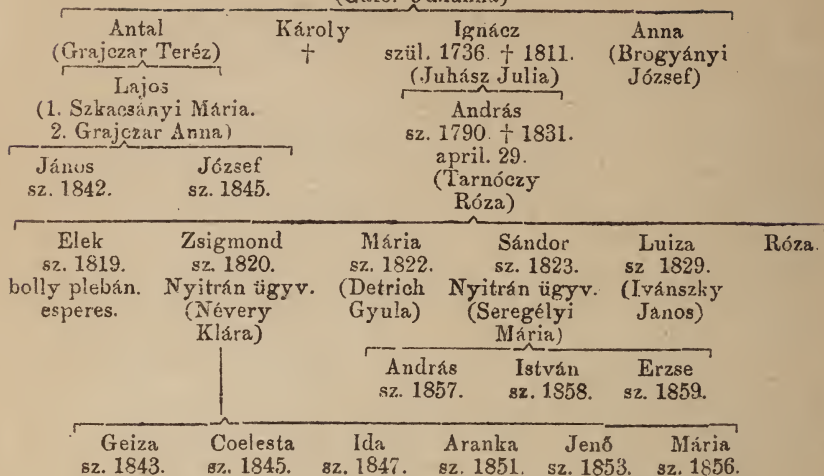 Antal Károly Ignácz Anna
(Grajczar Teréz) † szül. 1736. † 1811. (Brogyányi
(Juhász Julia) József)
Lajos
(1. Szkacsányi Mária.
2. Grajczar Anna)
András
sz. 1790. † 1831.
april. 29.
(Tarnóczy
Róza)
János József
sz. 1842. sz. 1845.
Elek Zsigmond Mária Sándor Luiza Róza.
sz. 1819. sz. 1820. sz. 1822. sz. 1823. sz 1829.
bolly plebán. Nyitrán ügyv. (Detrich Nyitrán ügyv. (Ivánszky
esperes. (Névery Gyula) (Seregélyi János)
Klára) Mária)
András István Erzse
sz. 1857. sz. 1858. sz. 1859.
Geiza Coelesta Ida Aranka Jenő Mária
sz. 1843. sz. 1845. sz. 1847. sz. 1851. sz. 1853. sz. 1856.